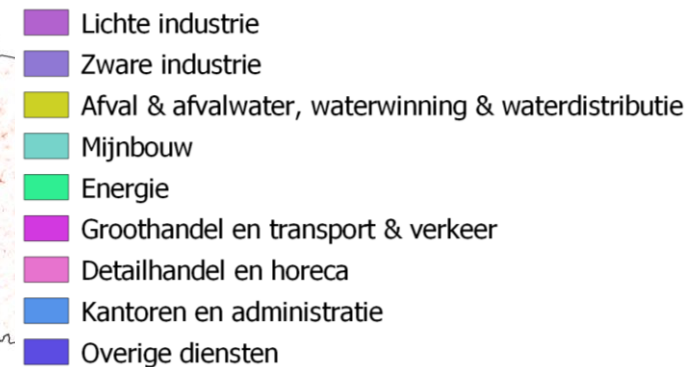 Lichte industrie
Zware industrie
Afval & afvalwater, waterwinning & waterdistributie
Mijnbouw
Energie
Groothandel en transport & verkeer
Detailhandel en horeca
Kantoren en administratie
Overige diensten